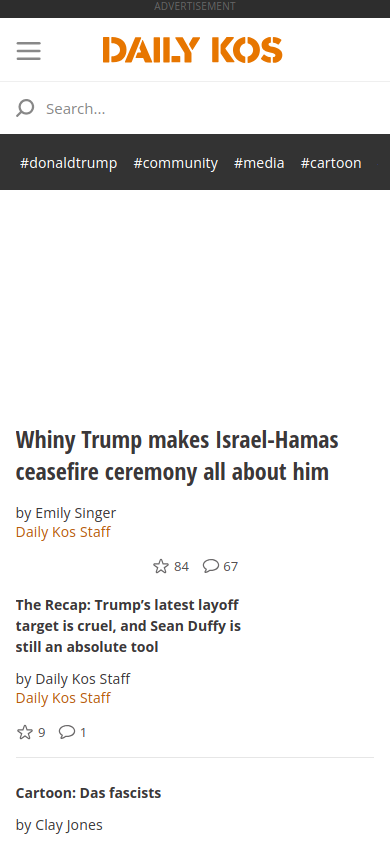 ADVERTISEMENT
DAILY KOS
Search...
#donaldtrump #community #media #cartoon
Whiny Trump makes Israel-Hamas
ceasefire ceremony all about him
by Emily Singer
Daily Kos Staff
84 67
The Recap: Trump’s latest layoff
target is cruel, and Sean Duffy is
still an absolute tool
by Daily Kos Staff
Daily Kos Staff
9 1
Cartoon: Das fascists
by Clay Jones